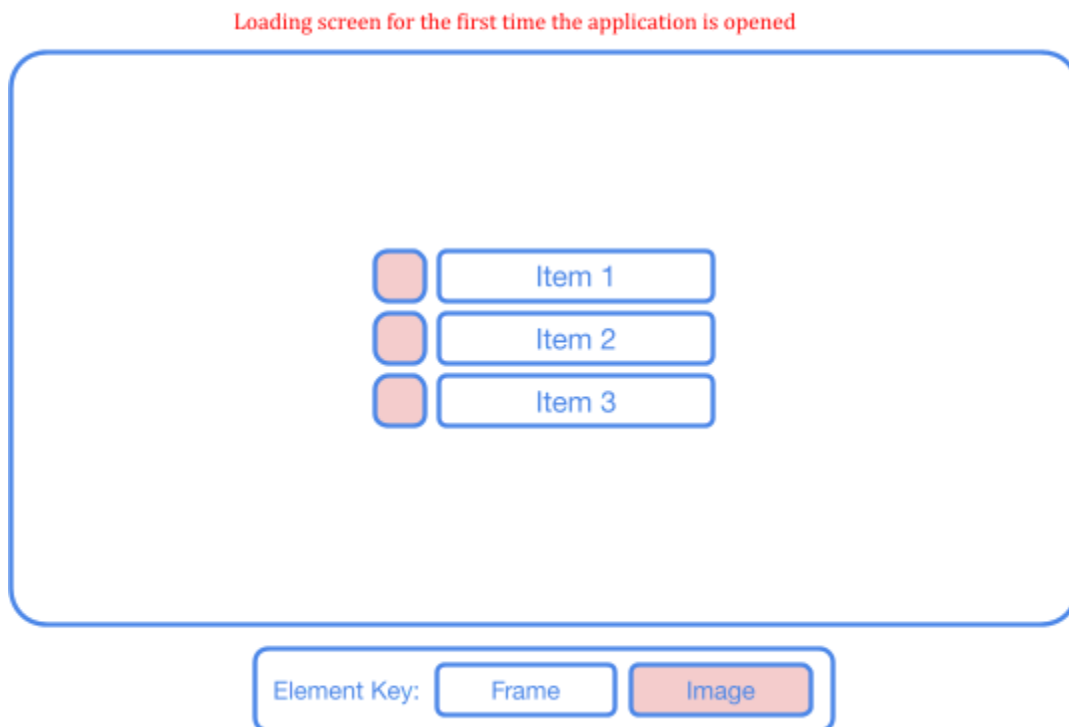 Loading screen for the first time the application is opened
Item 1
Item 2
Item 3
Element Key: Frame Image